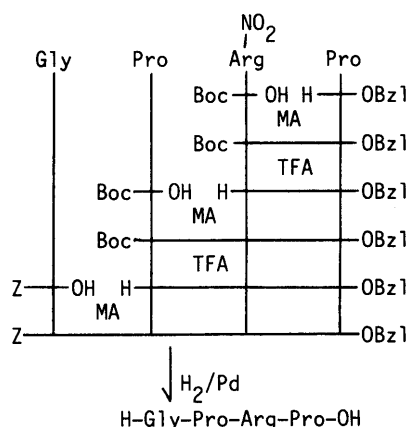 NO2
Gly Pro Arg Pro
Boc OH H OBzl
MA
Boc OBzl
TFA
Boc OH H OBzl
MA
Boc OBzl
TFA
Z OH H OBzl
MA
Z OBzl
H2/Pd
H-Gly-Pro-Arg-Pro-OH